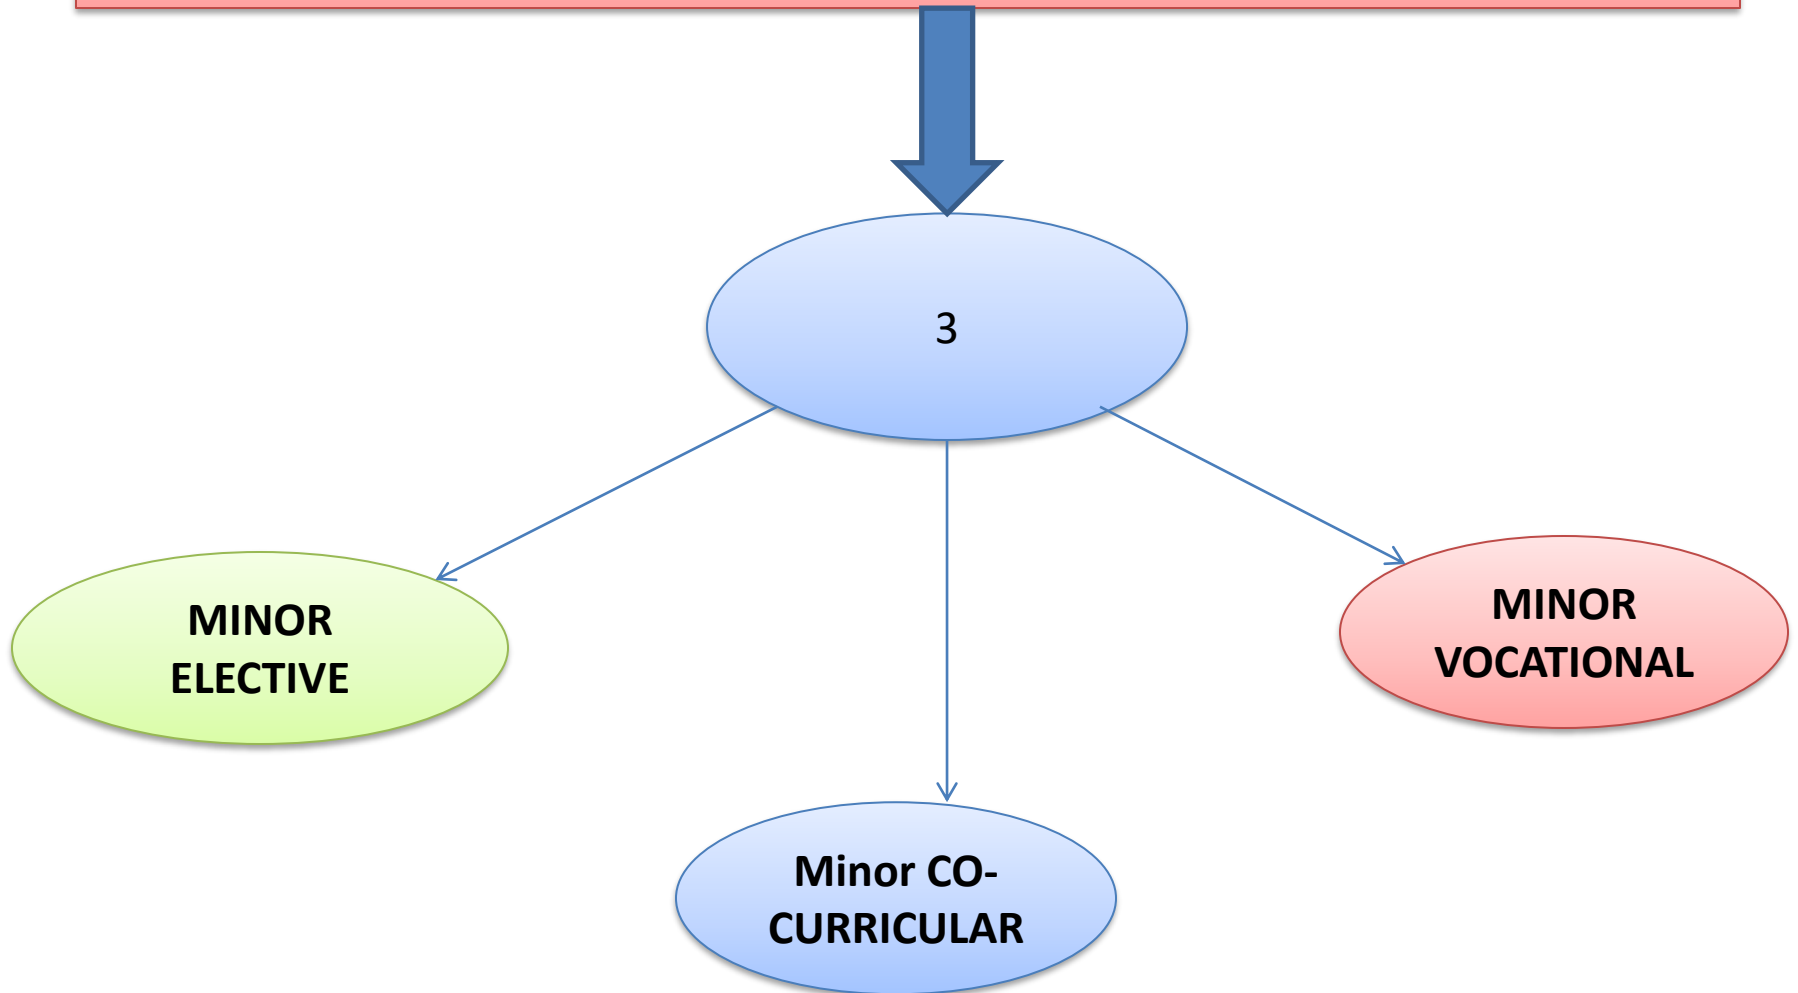 3
MINOR
ELECTIVE
MINOR
VOCATIONAL
Minor CO-
CURRICULAR